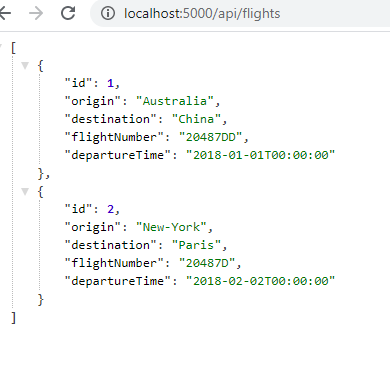 localhost:5000/api/flights
[
{
"id": 1,
"origin": "Australia",
"destination": "China",
"flightNumber": "20487DD",
"departureTime": "2018-01-01T00:00:00"
},
{
"id": 2,
"origin": "New-York",
"destination": "Paris",
"flightNumber": "20487D",
"departureTime": "2018-02-02T00:00:00"
}
]